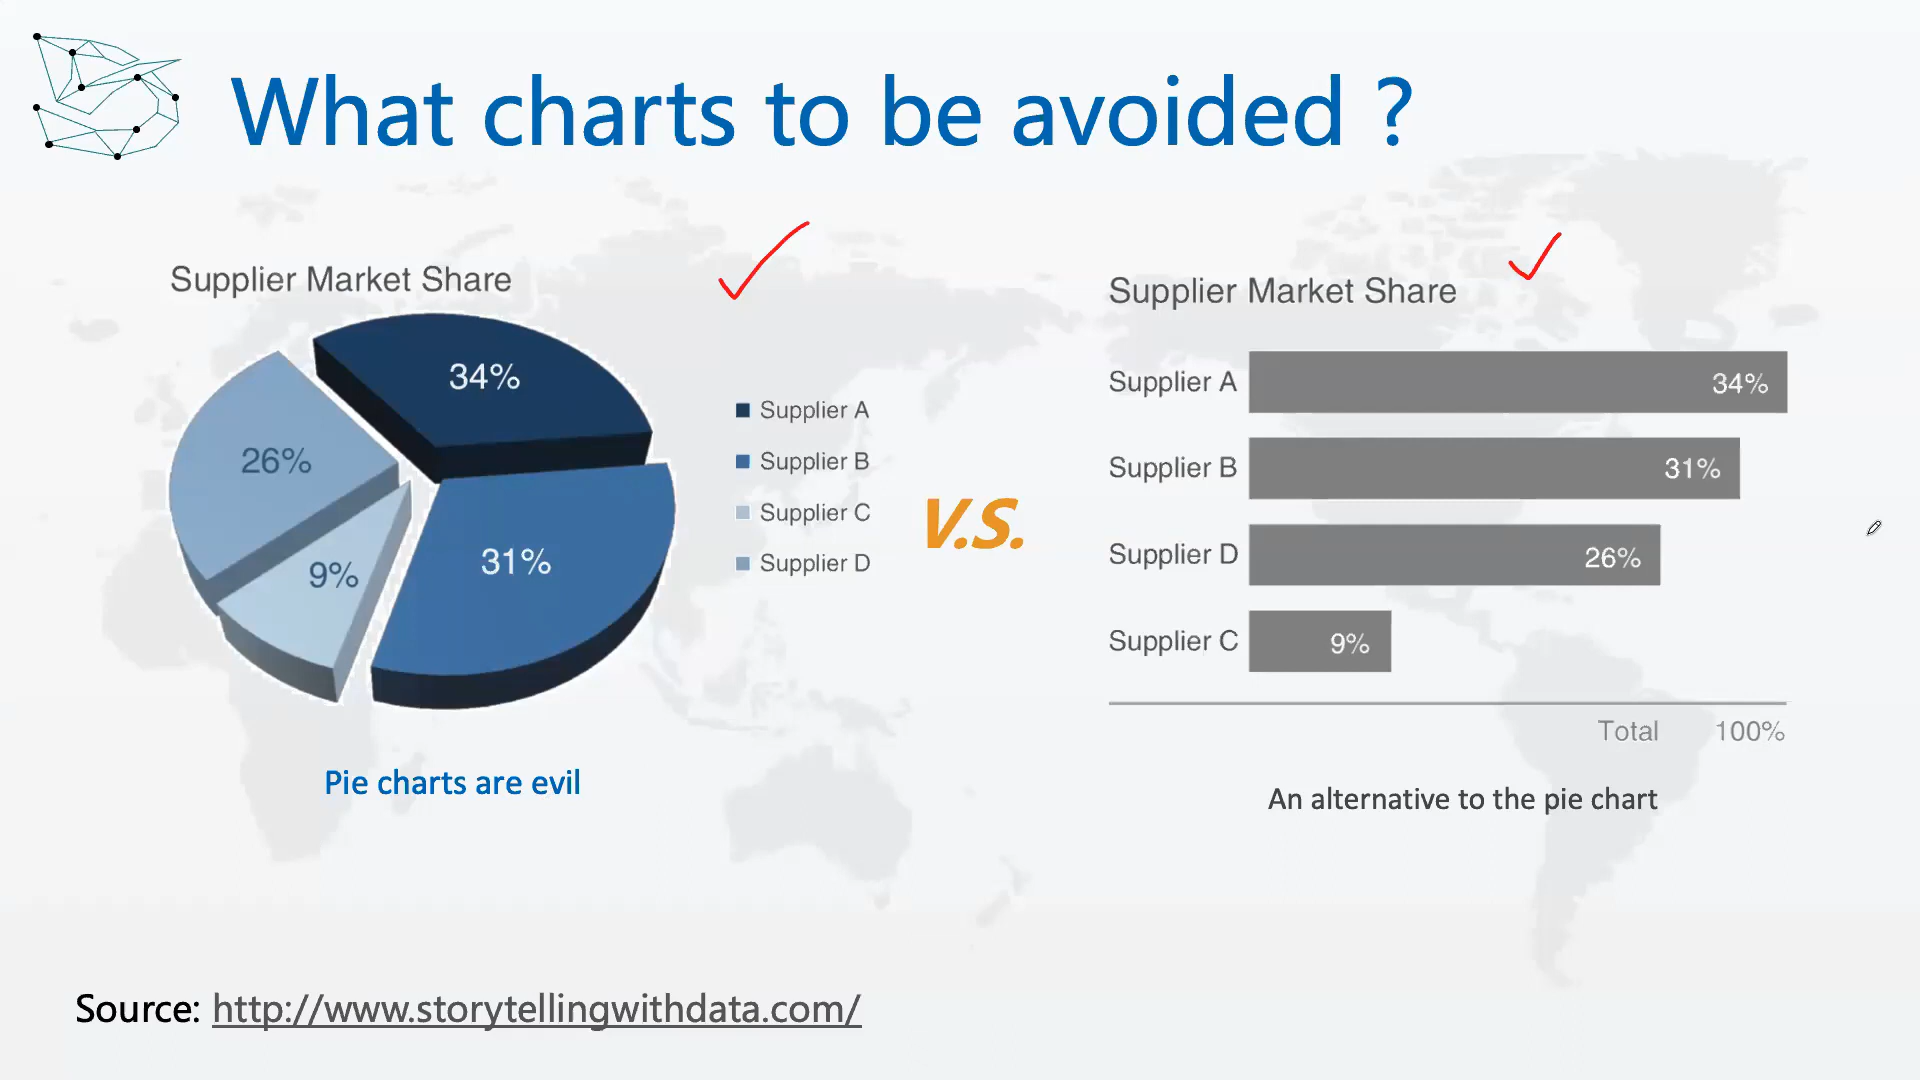 What charts to be avoided ?
Supplier Market Share
34%
26%
9%
31%
Supplier A
Supplier B
Supplier C
Supplier D
Pie charts are evil
V.S.
Supplier Market Share
Supplier A 34%
Supplier B 31%
Supplier D 26%
Supplier C 9%
Total 100%
An alternative to the pie chart
Source: http://www.storytellingwithdata.com/